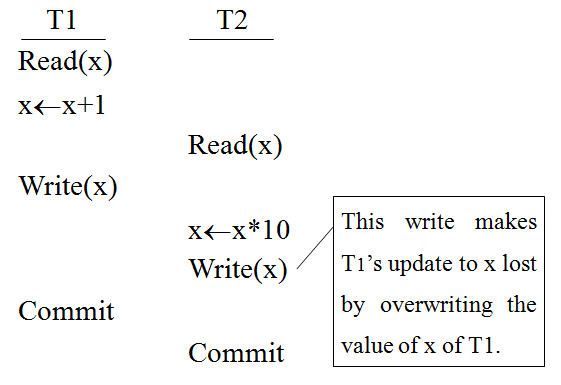 T1 T2
Read(x)
x←x+1
Read(x)
Write(x)
x←x*10
Write(x)
This write makes
T1’s update to x lost
by overwriting the
value of x of T1.
Commit
Commit